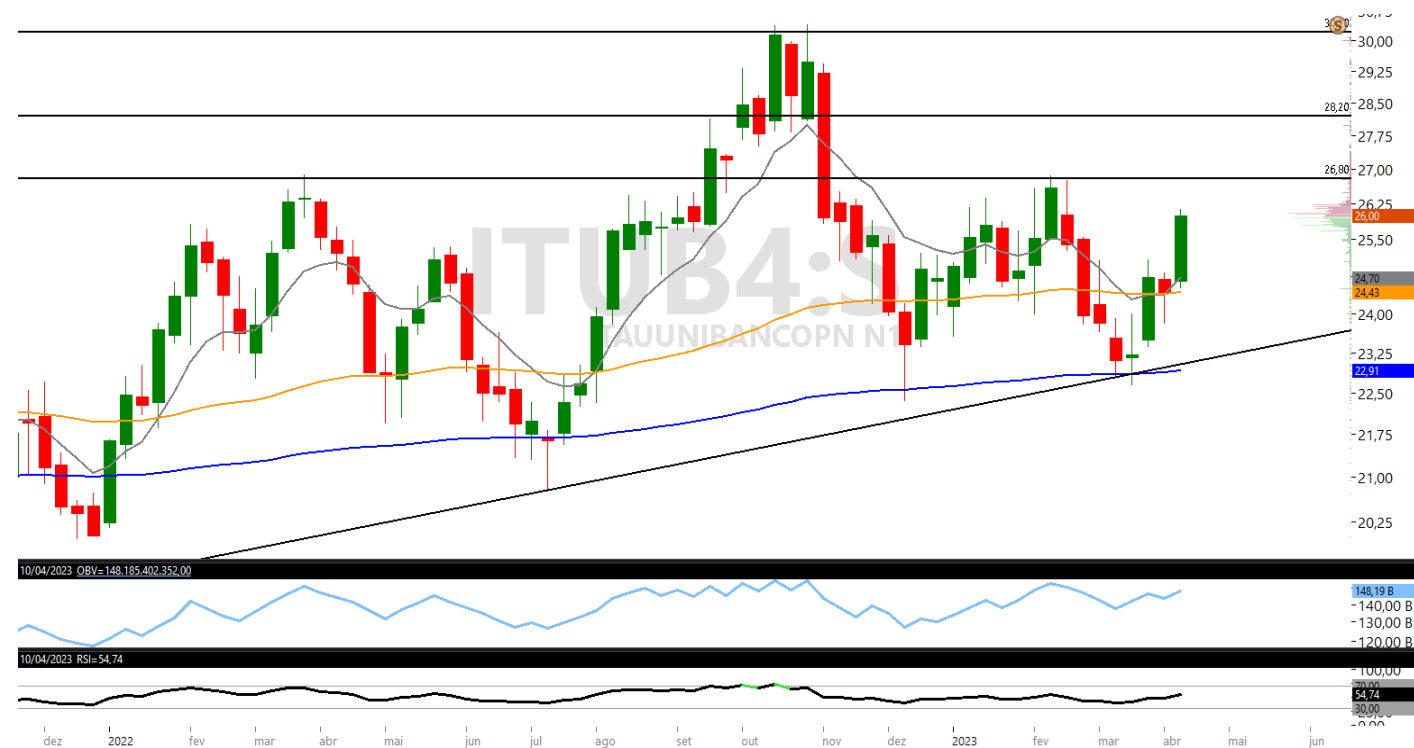 30,00
29,25
28,50
28,20
27,75
27,00
26,80
26,25
26,00
25,50
24,70
24,43
24,00
23,25
22,91
22,50
21,75
21,00
20,25
ITUB4:S
TAUUNIBANCOPN N1
10/04/2023 OBV=148.185.402.352,00
148,19 B
140,00 B
130,00 B
120,00 B
10/04/2023 RSI=54,74
100,00
70,00
54,74
30,00
dez 2022 fev mar abr mai jun jul ago set out nov dez 2023 fev mar abr mai jun